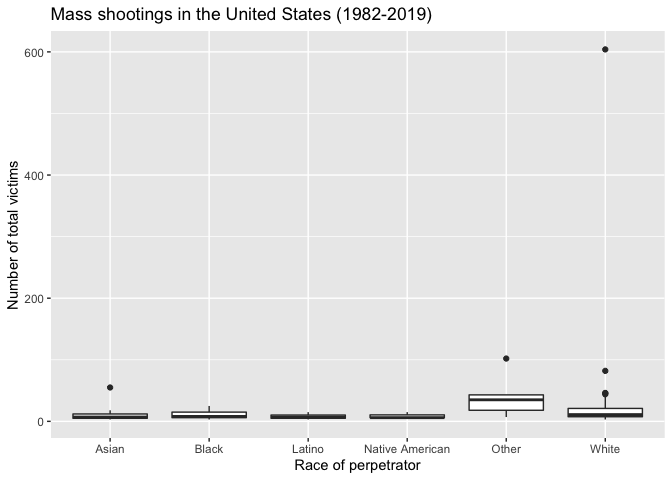 Mass shootings in the United States (1982-2019)
Number of total victims
600
400
200
0
Asian
Black
Latino
Native American
Other
White
Race of perpetrator